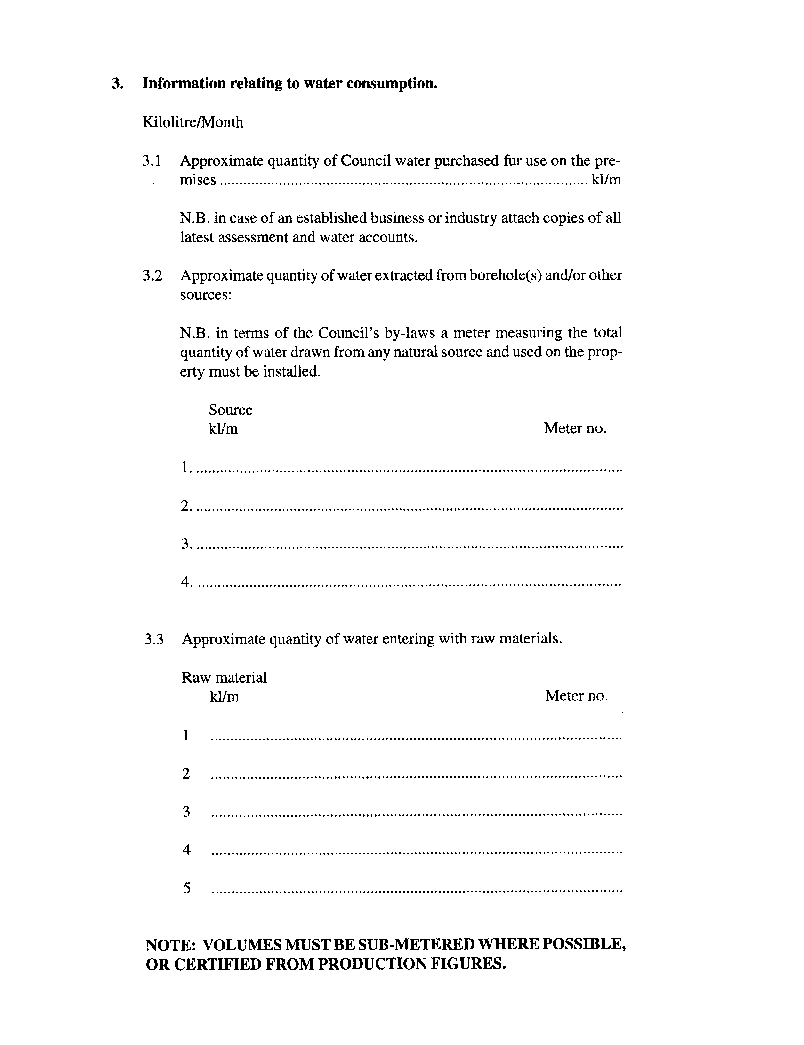 3. Information relating to water consumption.
Kilolitre/Month
3.1 Approximate quantity of Council water purchased for use on the pre-
mises ............................................................................................ kl/m
N.B. in case of an established business or industry attach copies of all
latest assessment and water accounts.
3.2 Approximate quantity of water extracted from borehole(s) and/or other
sources:
N.B. in terms of the Council's by-laws a meter measuring the total
quantity of water drawn from any natural source and used on the prop-
erty must be installed.
Source
kl/m Meter no.
1. ............................................................................................................
2. ............................................................................................................
3. ............................................................................................................
4. ............................................................................................................
3.3 Approximate quantity of water entering with raw materials.
Raw material
kl/m Meter no.
1 ........................................................................................................
2 ........................................................................................................
3 ........................................................................................................
4 ........................................................................................................
5 ........................................................................................................
NOTE: VOLUMES MUST BE SUB-METERED WHERE POSSIBLE,
OR CERTIFIED FROM PRODUCTION FIGURES.